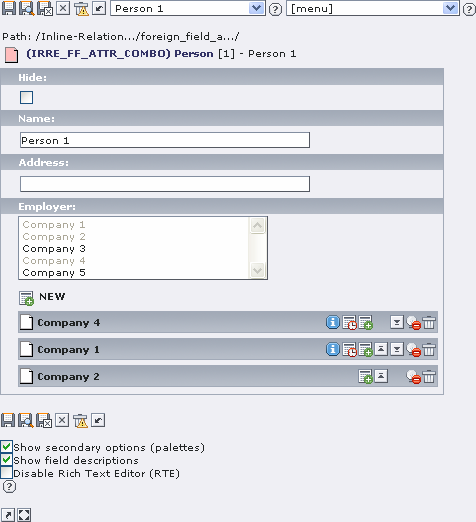 Person 1
[menu]
Path: /Inline-Relation.../foreign_field_a.../
(IRRE_FF_ATTR_COMBO) Person [1] - Person 1
Hide:
Name:
Person 1
Address:
Employer:
Company 1
Company 2
Company 3
Company 4
Company 5
NEW
Company 4
Company 1
Company 2
Show secondary options (palettes)
Show field descriptions
Disable Rich Text Editor (RTE)